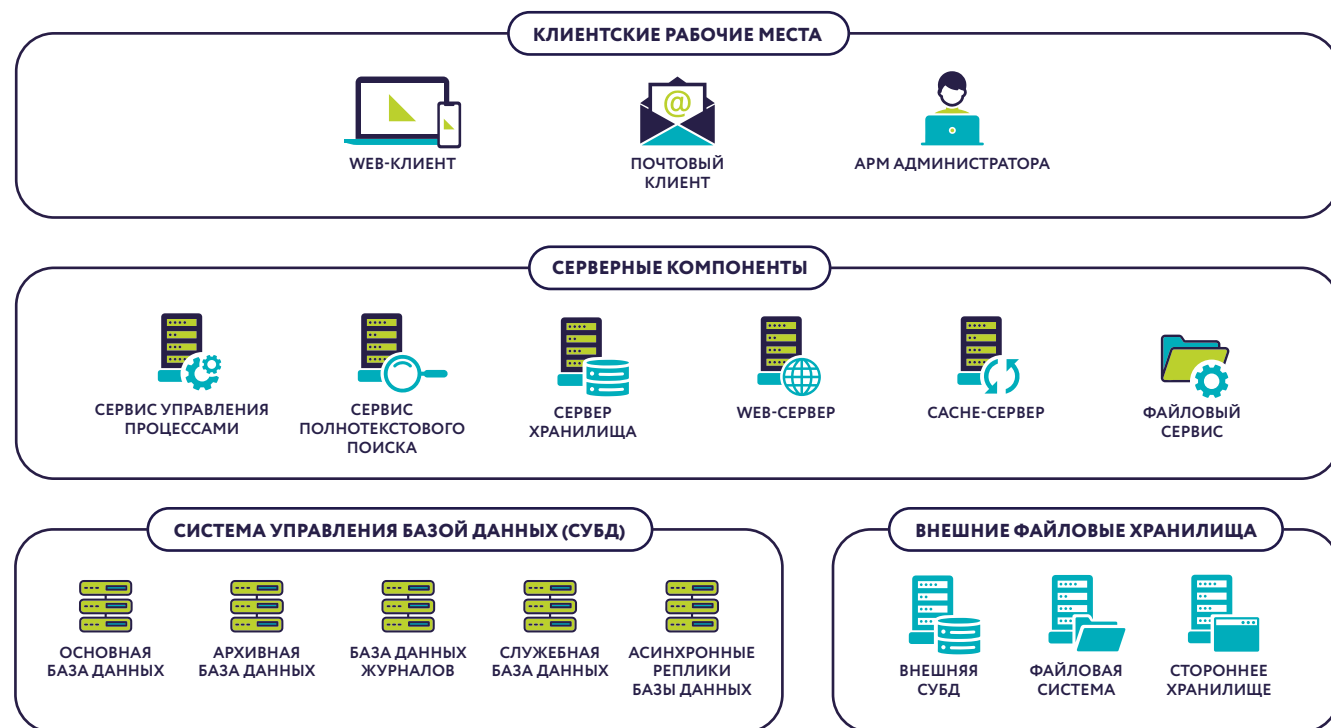 КЛИЕНТСКИЕ РАБОЧИЕ МЕСТА
@
WEB-КЛИЕНТ
ПОЧТОВЫЙ
КЛИЕНТ
АРМ АДМИНИСТРАТОРА
СЕРВЕРНЫЕ КОМПОНЕНТЫ
СЕРВИС УПРАВЛЕНИЯ
ПРОЦЕССАМИ
СЕРВИС
ПОЛНОТЕКСТОВОГО
ПОИСКА
СЕРВЕР
ХРАНИЛИЩА
WEB-СЕРВЕР
CACHE-СЕРВЕР
ФАЙЛОВЫЙ
СЕРВИС
СИСТЕМА УПРАВЛЕНИЯ БАЗОЙ ДАННЫХ (СУБД)
ОСНОВНАЯ
БАЗА ДАННЫХ
АРХИВНАЯ
БАЗА ДАННЫХ
БАЗА ДАННЫХ
ЖУРНАЛОВ
СЛУЖЕБНАЯ
БАЗА ДАННЫХ
АСИНХРОННЫЕ
РЕПЛИКИ
БАЗЫ ДАННЫХ
ВНЕШНИЕ ФАЙЛОВЫЕ ХРАНИЛИЩА
ВНЕШНЯЯ
СУБД
ФАЙЛОВАЯ
СИСТЕМА
СТОРОННЕЕ
ХРАНИЛИЩЕ